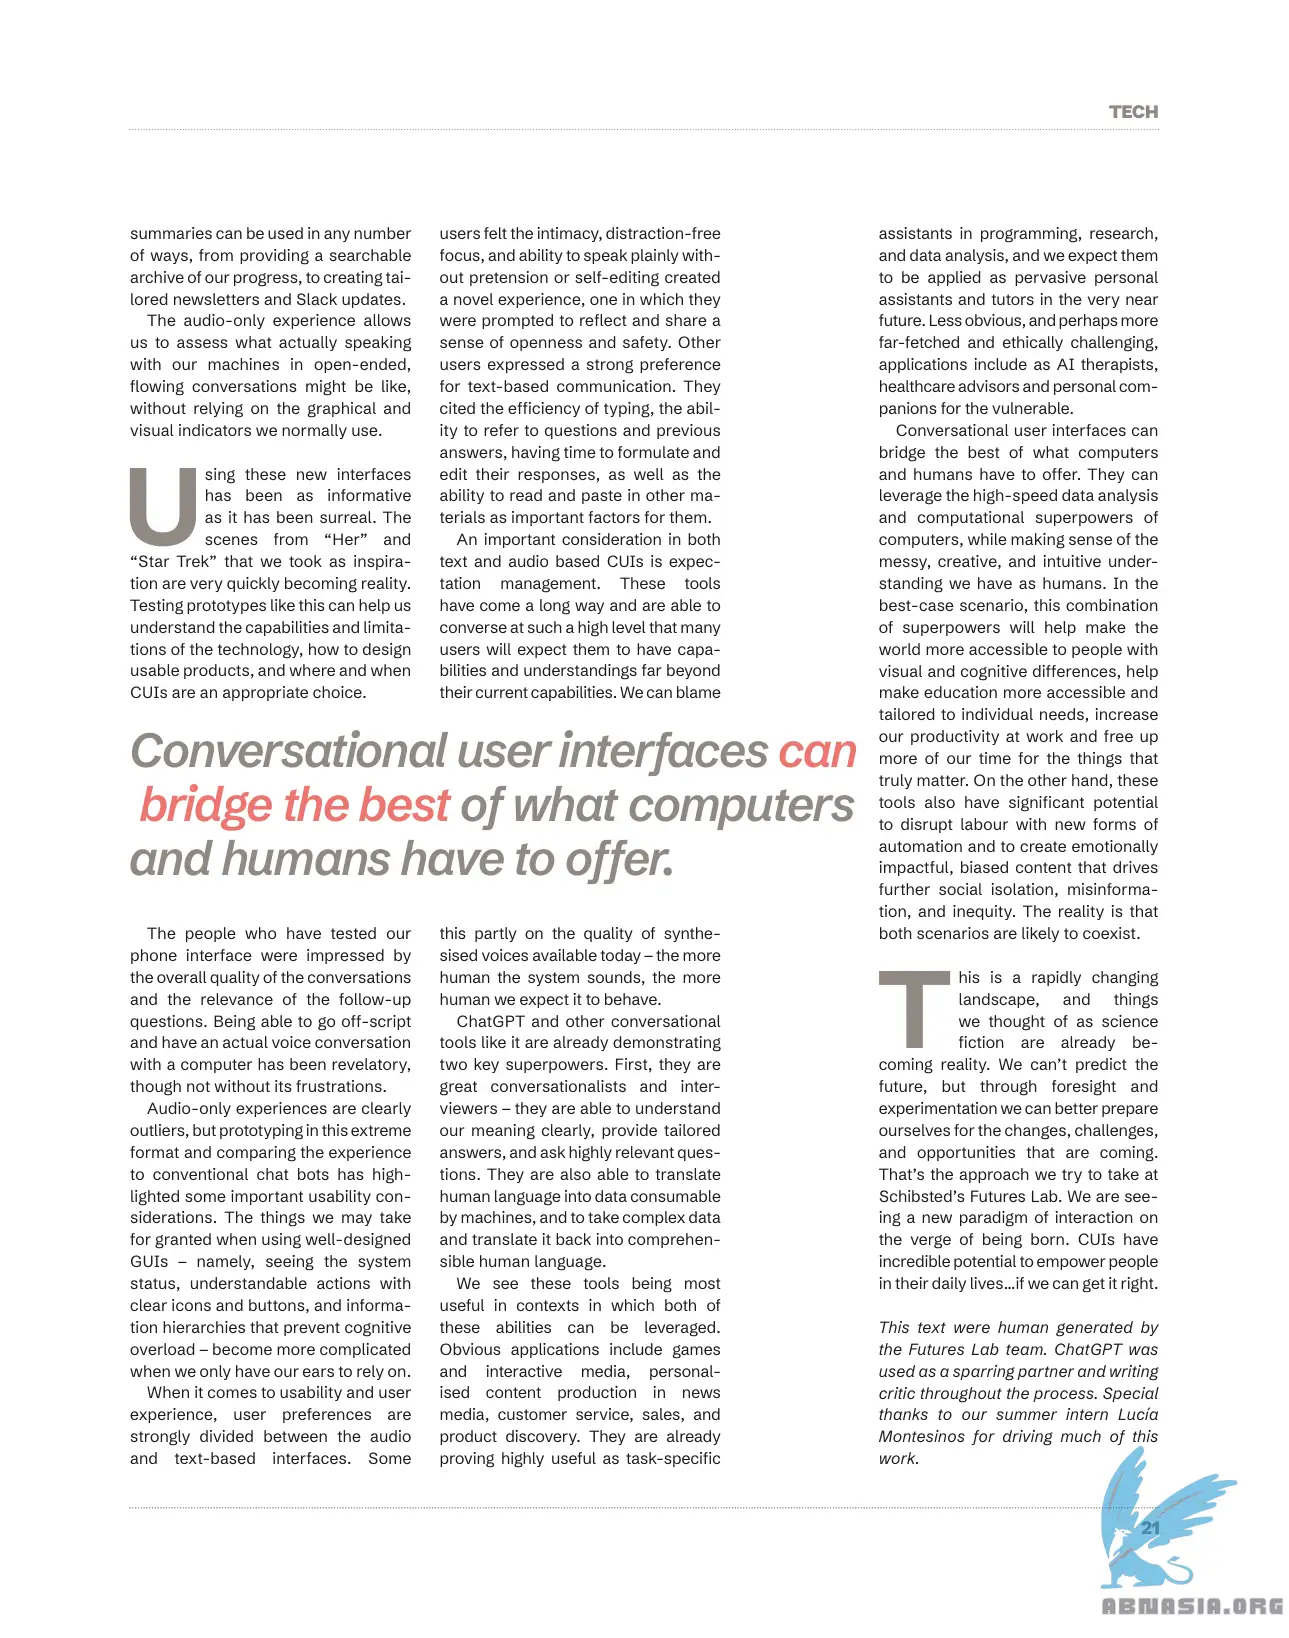 TECH
summaries can be used in any number
of ways, from providing a searchable
archive of our progress, to creating tai-
lored newsletters and Slack updates.
The audio-only experience allows
us to assess what actually speaking
with our machines in open-ended,
flowing conversations might be like,
without relying on the graphical and
visual indicators we normally use.
Using these new interfaces
has been as informative
as it has been surreal. The
scenes from “Her” and
“Star Trek” that we took as inspira-
tion are very quickly becoming reality.
Testing prototypes like this can help us
understand the capabilities and limita-
tions of the technology, how to design
usable products, and where and when
CUIs are an appropriate choice.
Conversational user interfaces can
bridge the best of what computers
and humans have to offer.
The people who have tested our
phone interface were impressed by
the overall quality of the conversations
and the relevance of the follow-up
questions. Being able to go off-script
and have an actual voice conversation
with a computer has been revelatory,
though not without its frustrations.
Audio-only experiences are clearly
outliers, but prototyping in this extreme
format and comparing the experience
to conventional chat bots has high-
lighted some important usability con-
siderations. The things we may take
for granted when using well-designed
GUIs – namely, seeing the system
status, understandable actions with
clear icons and buttons, and informa-
tion hierarchies that prevent cognitive
overload – become more complicated
when we only have our ears to rely on.
When it comes to usability and user
experience, user preferences are
strongly divided between the audio
and text-based interfaces. Some
users felt the intimacy, distraction-free
focus, and ability to speak plainly with-
out pretension or self-editing created
a novel experience, one in which they
were prompted to reflect and share a
sense of openness and safety. Other
users expressed a strong preference
for text-based communication. They
cited the efficiency of typing, the abil-
ity to refer to questions and previous
answers, having time to formulate and
edit their responses, as well as the
ability to read and paste in other ma-
terials as important factors for them.
An important consideration in both
text and audio based CUIs is expec-
tation management. These tools
have come a long way and are able to
converse at such a high level that many
users will expect them to have capa-
bilities and understandings far beyond
their current capabilities. We can blame
this partly on the quality of synthe-
sised voices available today – the more
human the system sounds, the more
human we expect it to behave.
ChatGPT and other conversational
tools like it are already demonstrating
two key superpowers. First, they are
great conversationalists and inter-
viewers – they are able to understand
our meaning clearly, provide tailored
answers, and ask highly relevant ques-
tions. They are also able to translate
human language into data consumable
by machines, and to take complex data
and translate it back into comprehen-
sible human language.
We see these tools being most
useful in contexts in which both of
these abilities can be leveraged.
Obvious applications include games
and interactive media, personal-
ised content production in news
media, customer service, sales, and
product discovery. They are already
proving highly useful as task-specific
assistants in programming, research,
and data analysis, and we expect them
to be applied as pervasive personal
assistants and tutors in the very near
future. Less obvious, and perhaps more
far-fetched and ethically challenging,
applications include as AI therapists,
healthcare advisors and personal com-
panions for the vulnerable.
Conversational user interfaces can
bridge the best of what computers
and humans have to offer. They can
leverage the high-speed data analysis
and computational superpowers of
computers, while making sense of the
messy, creative, and intuitive under-
standing we have as humans. In the
best-case scenario, this combination
of superpowers will help make the
world more accessible to people with
visual and cognitive differences, help
make education more accessible and
tailored to individual needs, increase
our productivity at work and free up
more of our time for the things that
truly matter. On the other hand, these
tools also have significant potential
to disrupt labour with new forms of
automation and to create emotionally
impactful, biased content that drives
further social isolation, misinforma-
tion, and inequity. The reality is that
both scenarios are likely to coexist.
This is a rapidly changing
landscape, and things
we thought of as science
fiction are already be-
coming reality. We can’t predict the
future, but through foresight and
experimentation we can better prepare
ourselves for the changes, challenges,
and opportunities that are coming.
That’s the approach we try to take at
Schibsted’s Futures Lab. We are see-
ing a new paradigm of interaction on
the verge of being born. CUIs have
incredible potential to empower people
in their daily lives…if we can get it right.
This text were human generated by
the Futures Lab team. ChatGPT was
used as a sparring partner and writing
critic throughout the process. Special
thanks to our summer intern Lucía
Montesinos for driving much of this
work.
21
ABNASIA.ORG